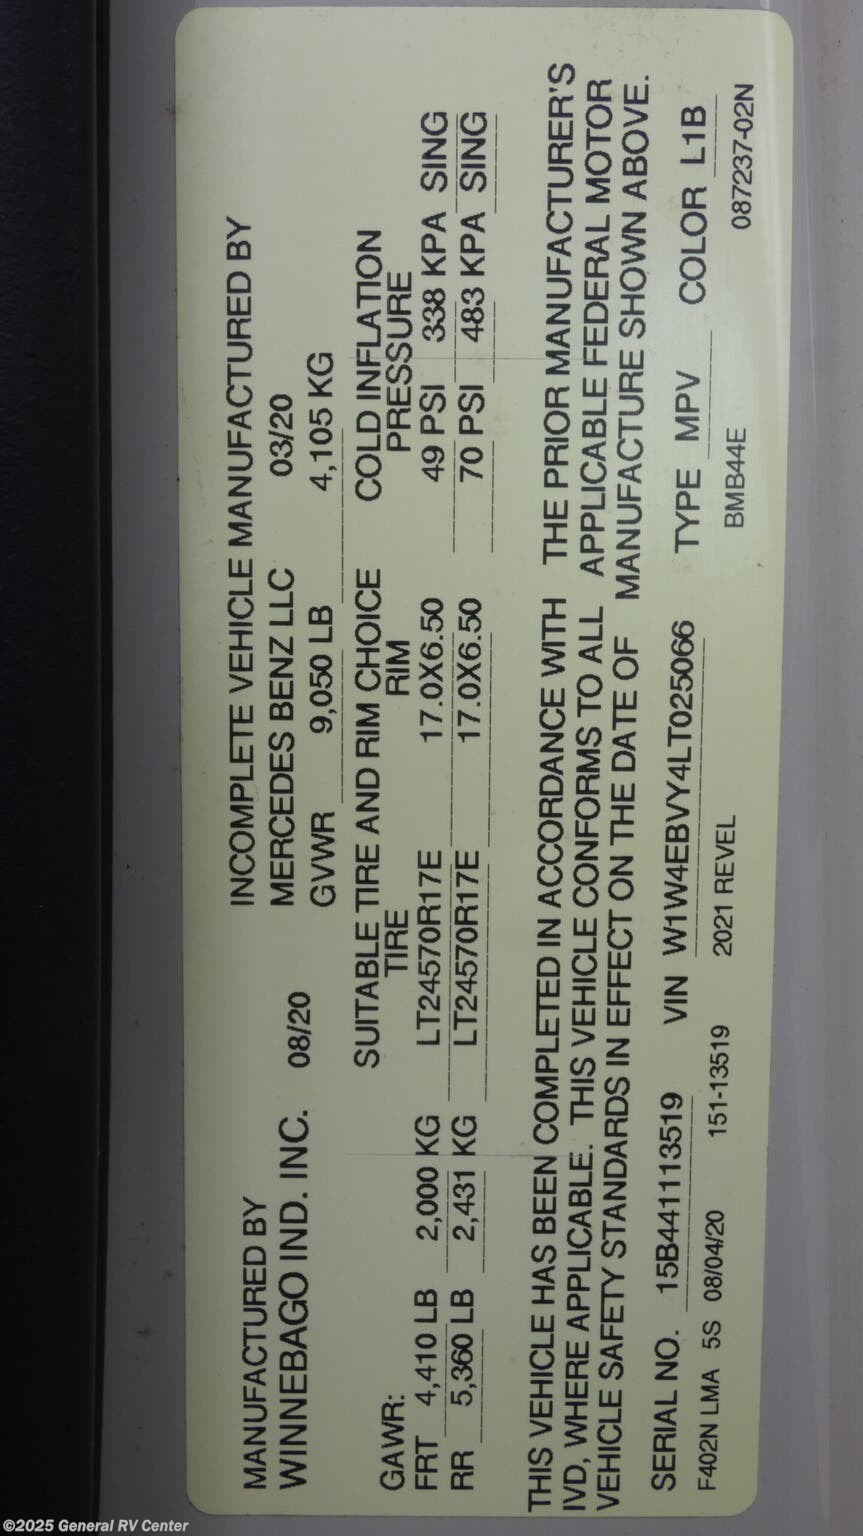 MANUFACTURED BY
WINNEBAGO IND. INC. 08/20
INCOMPLETE VEHICLE MANUFACTURED BY
MERCEDES BENZ LLC 03/20
GVWR 9,050 LB 4,105 KG
SUITABLE TIRE AND RIM CHOICE COLD INFLATION
GAWR: TIRE RIM PRESSURE
FRT 4,410 LB 2,000 KG LT24570R17E 17.0X6.50 49 PSI 338 KPA SING
RR 5,360 LB 2,431 KG LT24570R17E 17.0X6.50 70 PSI 483 KPA SING
THIS VEHICLE HAS BEEN COMPLETED IN ACCORDANCE WITH THE PRIOR MANUFACTURER'S
IVD, WHERE APPLICABLE. THIS VEHICLE CONFORMS TO ALL APPLICABLE FEDERAL MOTOR
VEHICLE SAFETY STANDARDS IN EFFECT ON THE DATE OF MANUFACTURE SHOWN ABOVE.
SERIAL NO. 15B441113519 VIN W1W4EBVY4LT025066 TYPE MPV COLOR L1B
F402N LMA 5S 08/04/20 151-13519 2021 REVEL BMB44E 087237-02N
©2025 General RV Center